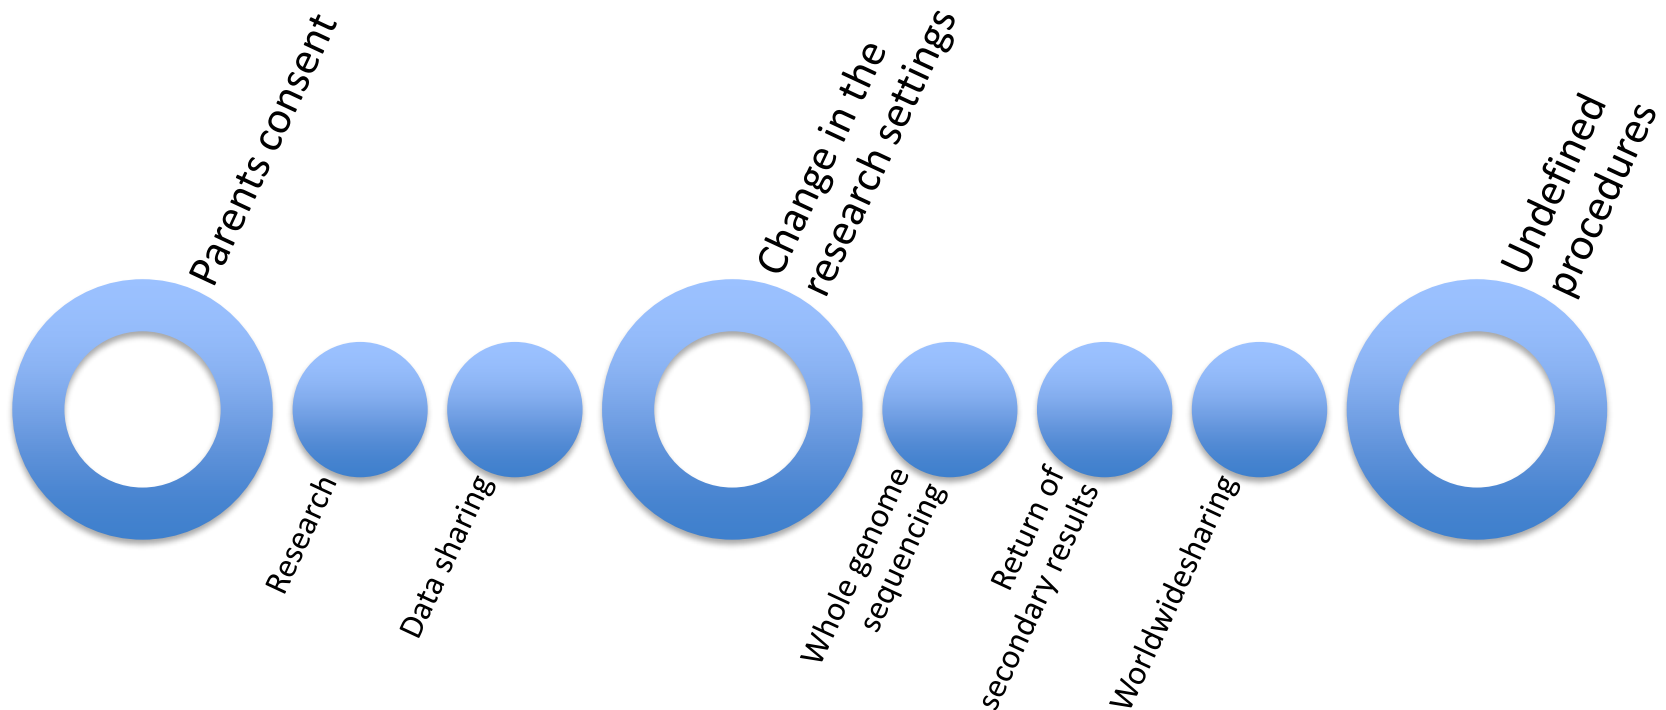 Parents consent
Research
Data sharing
Change in the
research settings
Whole genome
sequencing
Return of
secondary results
Worldwidesharing
Undefined
procedures